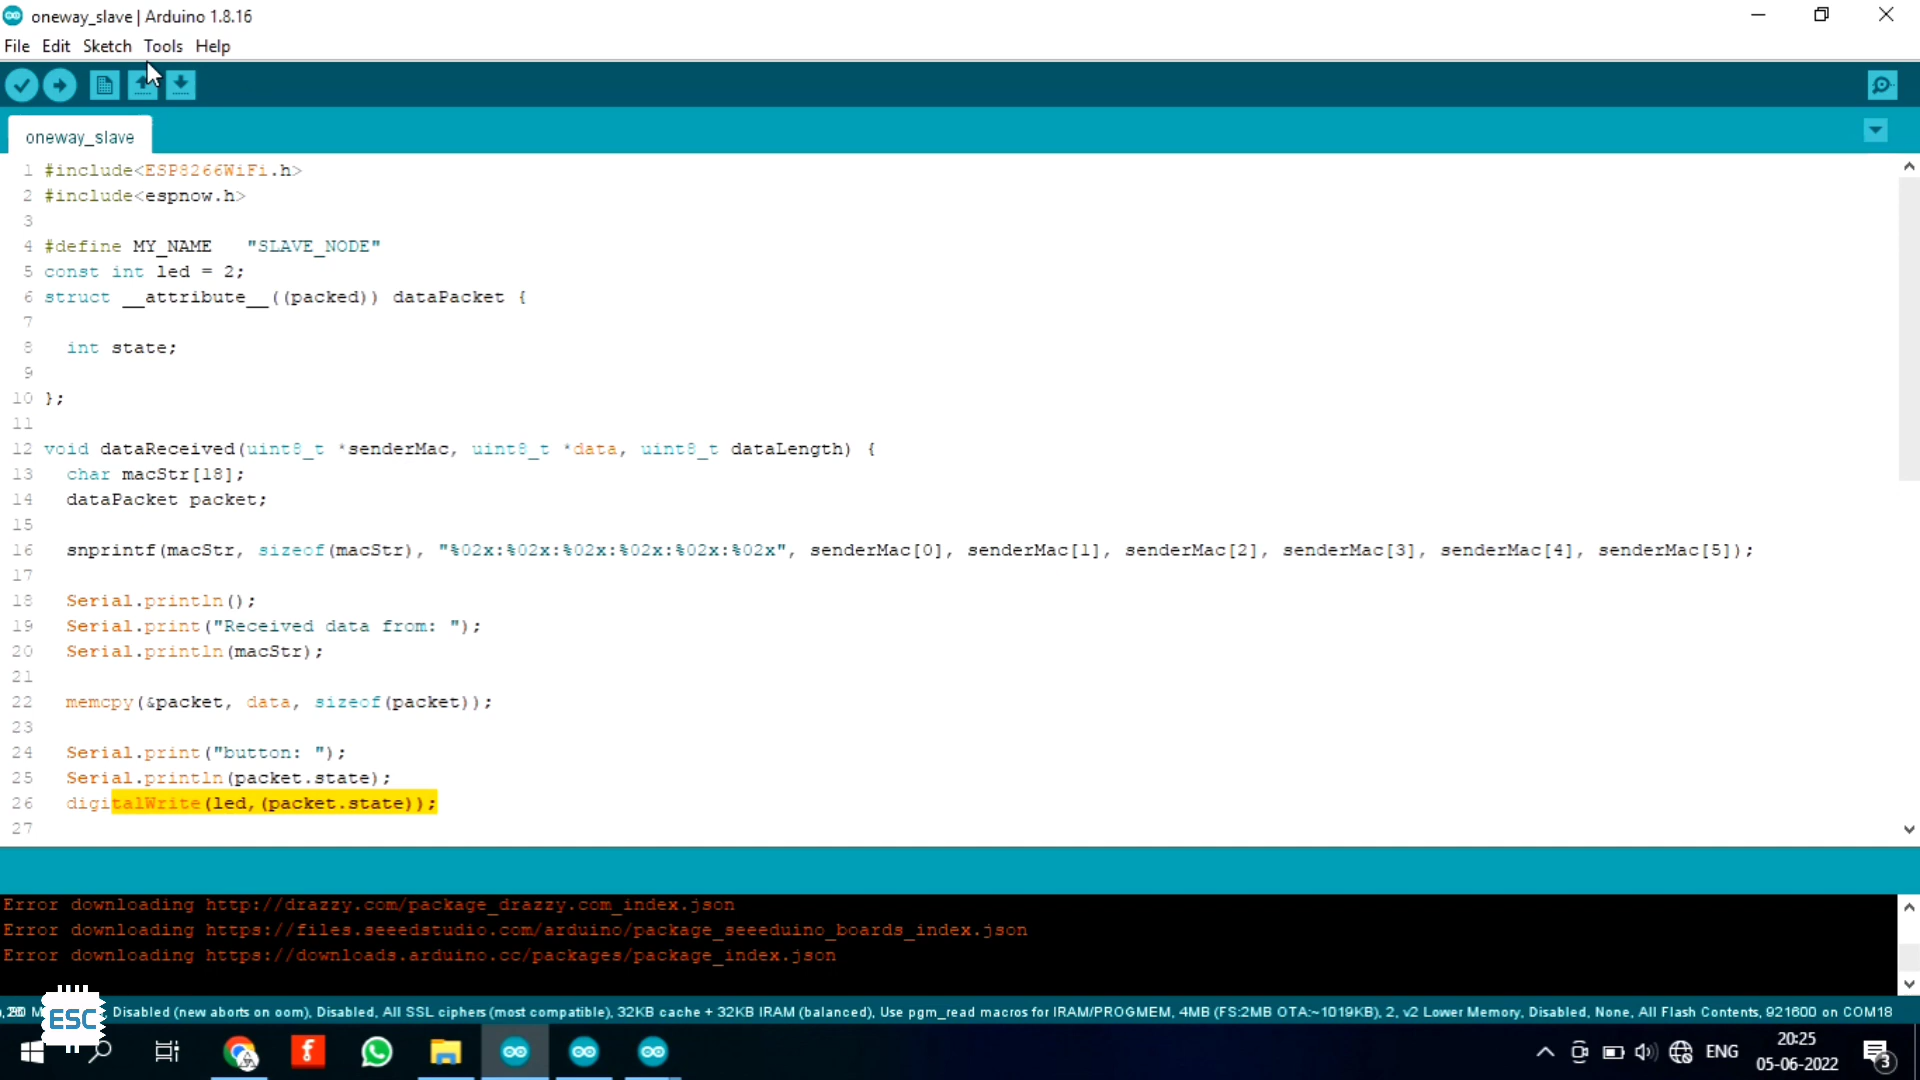 oneway_slave | Arduino 1.8.16
File Edit Sketch Tools Help
oneway_slave
1 #include<ESP8266WiFi.h>
2 #include<espnow.h>
3
4 #define MY_NAME "SLAVE_NODE"
5 const int led = 2;
6 struct __attribute__((packed)) dataPacket {
7
8 int state;
9
10 };
11
12 void dataReceived(uint8_t *senderMac, uint8_t *data, uint8_t dataLength) {
13 char macStr[18];
14 dataPacket packet;
15
16 snprintf(macStr, sizeof(macStr), "%02x:%02x:%02x:%02x:%02x:%02x", senderMac[0], senderMac[1], senderMac[2], senderMac[3], senderMac[4], senderMac[5]);
17
18 Serial.println();
19 Serial.print("Received data from: ");
20 Serial.println(macStr);
21
22 memcpy(&packet, data, sizeof(packet));
23
24 Serial.print("button: ");
25 Serial.println(packet.state);
26 digitalWrite(led,(packet.state));
27
Error downloading http://drazzy.com/package_drazzy.com_index.json
Error downloading https://files.seeedstudio.com/arduino/package_seeeduino_boards_index.json
Error downloading https://downloads.arduino.cc/packages/package_index.json
, Disabled (new aborts on oom), Disabled, All SSL ciphers (most compatible), 32KB cache + 32KB IRAM (balanced), Use pgm_read macros for IRAM/PROGMEM, 4MB (FS:2MB OTA:~1019KB), 2, v2 Lower Memory, Disabled, None, All Flash Contents, 921600 on COM18
ESC
ENG
20:25
05-06-2022
3